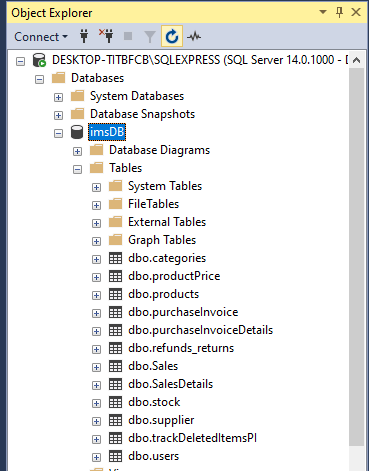 Object Explorer
Connect
DESKTOP-TITBFCB\SQLEXPRESS (SQL Server 14.0.1000 - D
Databases
System Databases
Database Snapshots
imsDB
Database Diagrams
Tables
System Tables
FileTables
External Tables
Graph Tables
dbo.categories
dbo.productPrice
dbo.products
dbo.purchaseInvoice
dbo.purchaseInvoiceDetails
dbo.refunds_returns
dbo.Sales
dbo.SalesDetails
dbo.stock
dbo.supplier
dbo.trackDeletedItemsPI
dbo.users